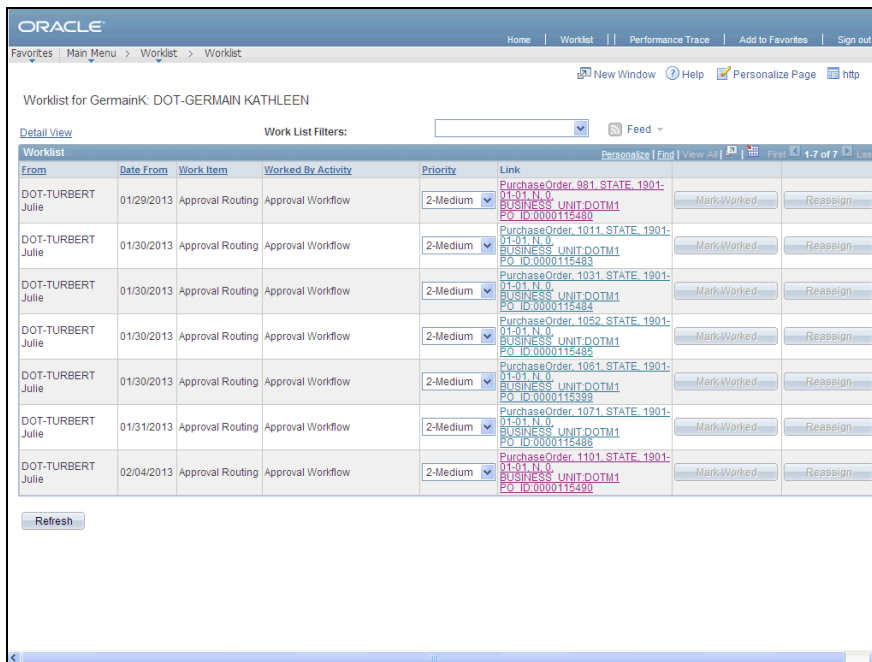 ORACLE
Home | Worklist | | Performance Trace | Add to Favorites | Sign out
Favorites Main Menu > Worklist > Worklist
New Window Help Personalize Page http
Worklist for GermainK: DOT-GERMAIN KATHLEEN
Detail View Work List Filters: Feed
Worklist Personalize | Find | View All | | First 1-7 of 7 Las
From Date From Work Item Worked By Activity Priority Link
DOT-TURBERT Julie 01/29/2013 Approval Routing Approval Workflow 2-Medium
PurchaseOrder, 981, STATE, 1901-
01-01, N, 0,
BUSINESS_UNIT:DOTM1
PO_ID:0000115480
Mark Worked Reassign
DOT-TURBERT Julie 01/30/2013 Approval Routing Approval Workflow 2-Medium
PurchaseOrder, 1011, STATE, 1901-
01-01, N, 0,
BUSINESS_UNIT:DOTM1
PO_ID:0000115483
Mark Worked Reassign
DOT-TURBERT Julie 01/30/2013 Approval Routing Approval Workflow 2-Medium
PurchaseOrder, 1031, STATE, 1901-
01-01, N, 0,
BUSINESS_UNIT:DOTM1
PO_ID:0000115484
Mark Worked Reassign
DOT-TURBERT Julie 01/30/2013 Approval Routing Approval Workflow 2-Medium
PurchaseOrder, 1052, STATE, 1901-
01-01, N, 0,
BUSINESS_UNIT:DOTM1
PO_ID:0000115485
Mark Worked Reassign
DOT-TURBERT Julie 01/30/2013 Approval Routing Approval Workflow 2-Medium
PurchaseOrder, 1061, STATE, 1901-
01-01, N, 0,
BUSINESS_UNIT:DOTM1
PO_ID:0000115399
Mark Worked Reassign
DOT-TURBERT Julie 01/31/2013 Approval Routing Approval Workflow 2-Medium
PurchaseOrder, 1071, STATE, 1901-
01-01, N, 0,
BUSINESS_UNIT:DOTM1
PO_ID:0000115486
Mark Worked Reassign
DOT-TURBERT Julie 02/04/2013 Approval Routing Approval Workflow 2-Medium
PurchaseOrder, 1101, STATE, 1901-
01-01, N, 0,
BUSINESS_UNIT:DOTM1
PO_ID:0000115490
Mark Worked Reassign
Refresh